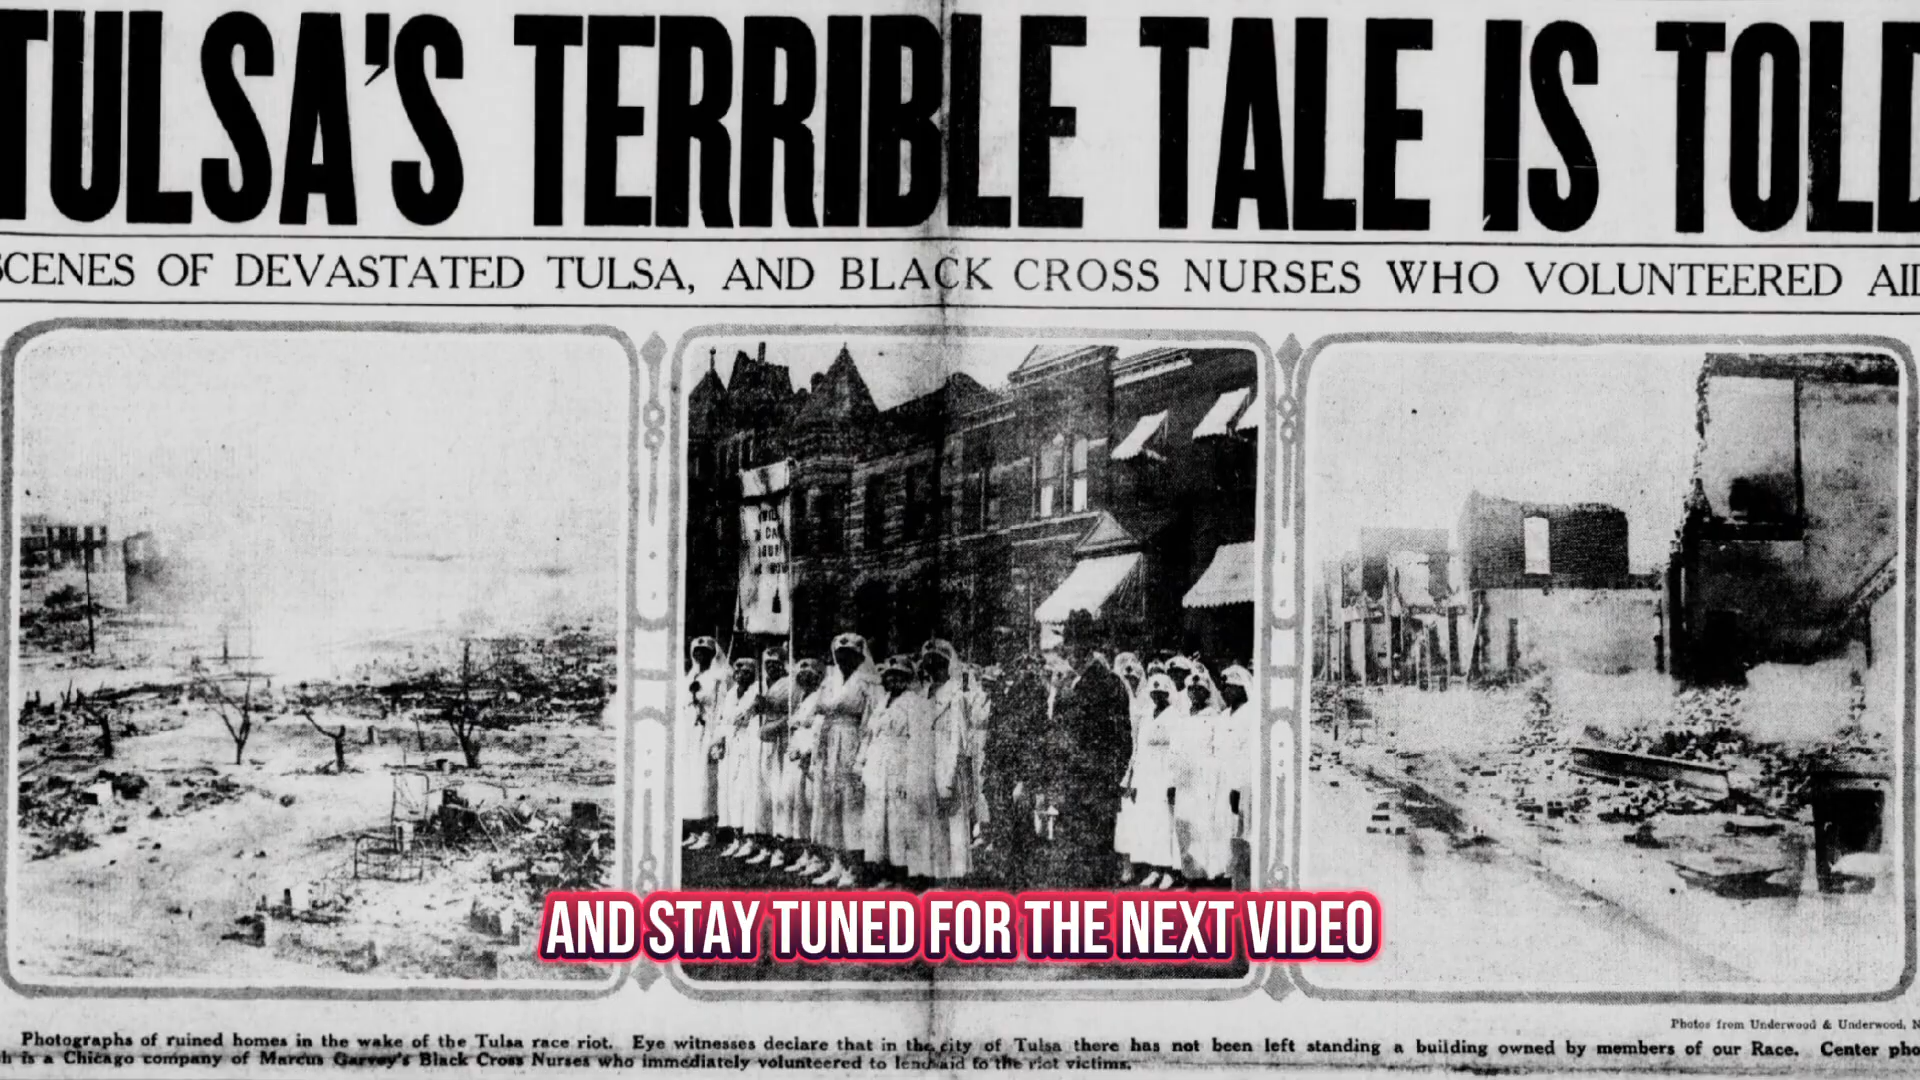 TULSA'S TERRIBLE TALE IS TOLD
SCENES OF DEVASTATED TULSA, AND BLACK CROSS NURSES WHO VOLUNTEERED AID
AND STAY TUNED FOR THE NEXT VIDEO
Photos from Underwood & Underwood, N
Photographs of ruined homes in the wake of the Tulsa race riot. Eye witnesses declare that in the city of Tulsa there has not been left standing a building owned by members of our Race. Center pho
h is a Chicago company of Marcus Garvey's Black Cross Nurses who immediately volunteered to lend aid to the riot victims.